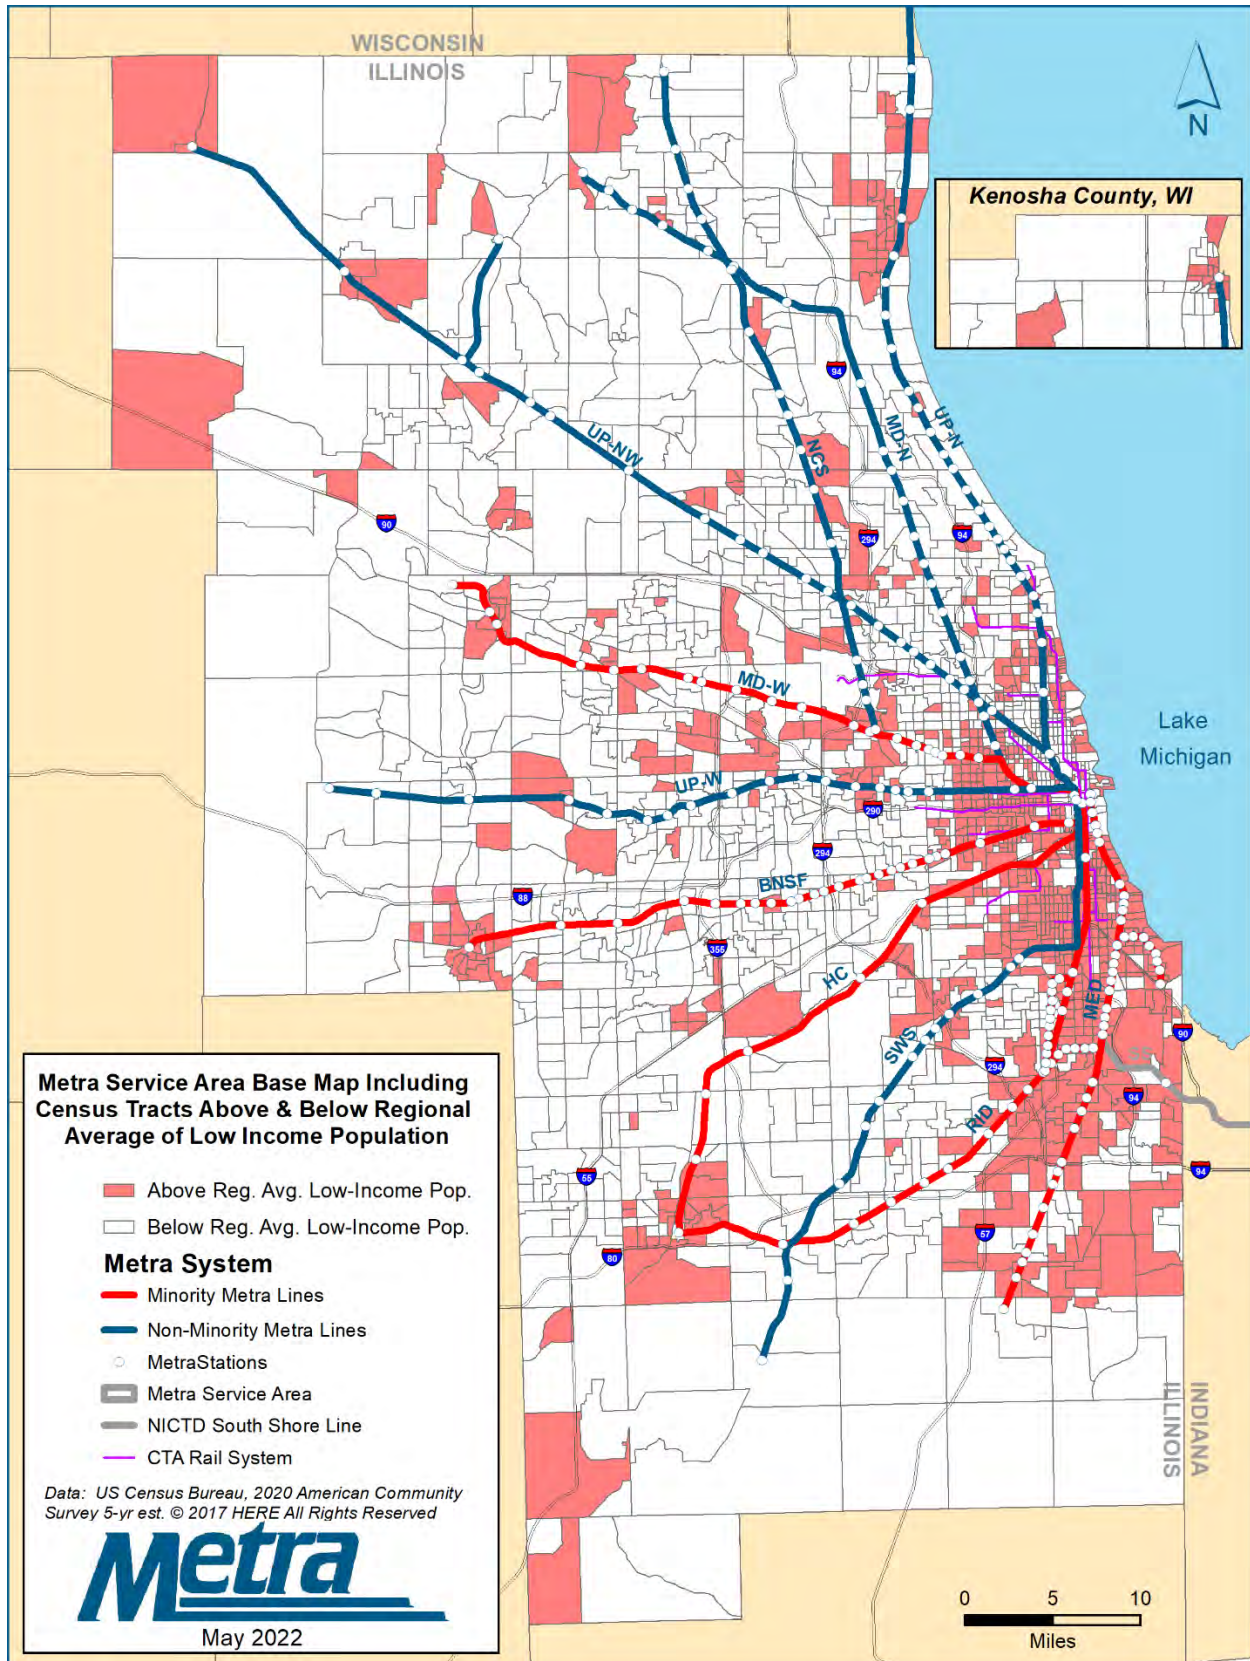 WISCONSIN
ILLINOIS
N
Kenosha County, WI
94
UP-NW
NCS
MD-N
UP-N
90
294
94
MD-W
Lake
Michigan
UP-W
290
294
BNSF
88
355
HC
MED
SWS
90
SS
294
94
RID
55
94
57
80
Metra Service Area Base Map Including
Census Tracts Above & Below Regional
Average of Low Income Population
Above Reg. Avg. Low-Income Pop.
Below Reg. Avg. Low-Income Pop.
Metra System
Minority Metra Lines
Non-Minority Metra Lines
MetraStations
Metra Service Area
NICTD South Shore Line
CTA Rail System
Data: US Census Bureau, 2020 American Community
Survey 5-yr est. © 2017 HERE All Rights Reserved
Metra
May 2022
INDIANA
ILLINOIS
0 5 10
Miles